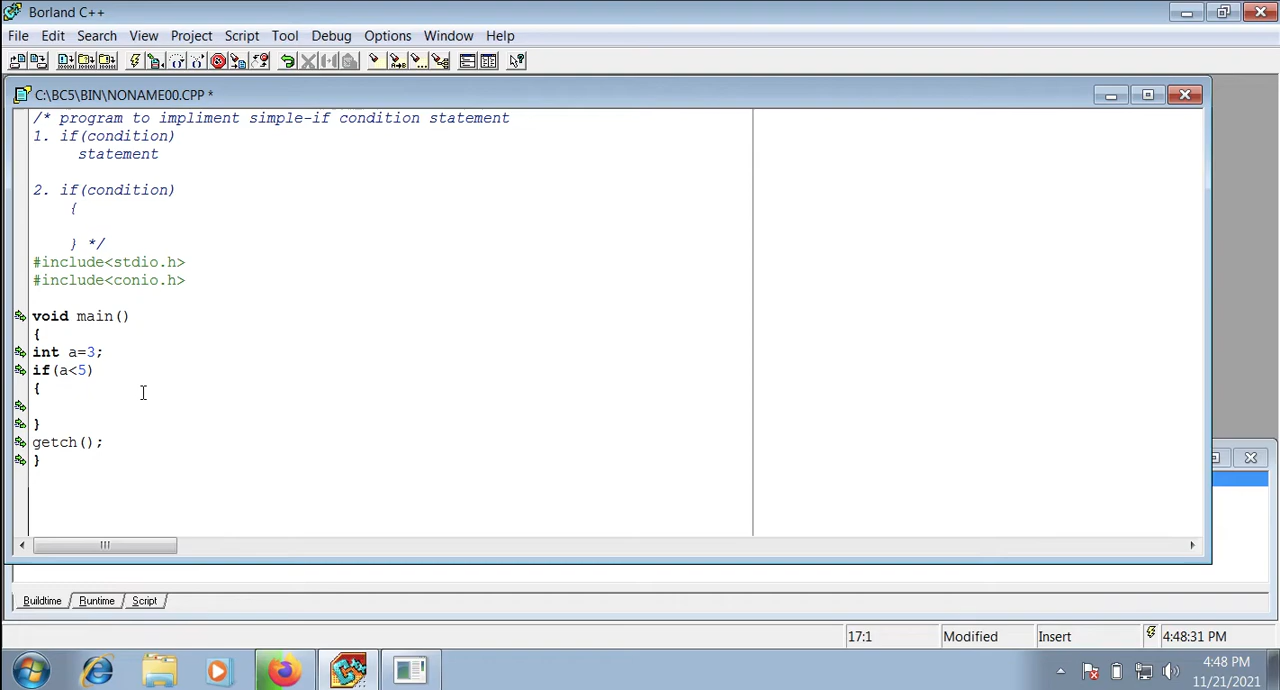 Borland C++
File Edit Search View Project Script Tool Debug Options Window Help
C:\BC5\BIN\NONAME00.CPP *
/* program to impliment simple-if condition statement
1. if(condition)
     statement
2. if(condition)
    {
    } */
#include<stdio.h>
#include<conio.h>
void main()
{
int a=3;
if(a<5)
{
}
getch();
}
Buildtime Runtime Script
17:1 Modified Insert 4:48:31 PM
4:48 PM
11/21/2021